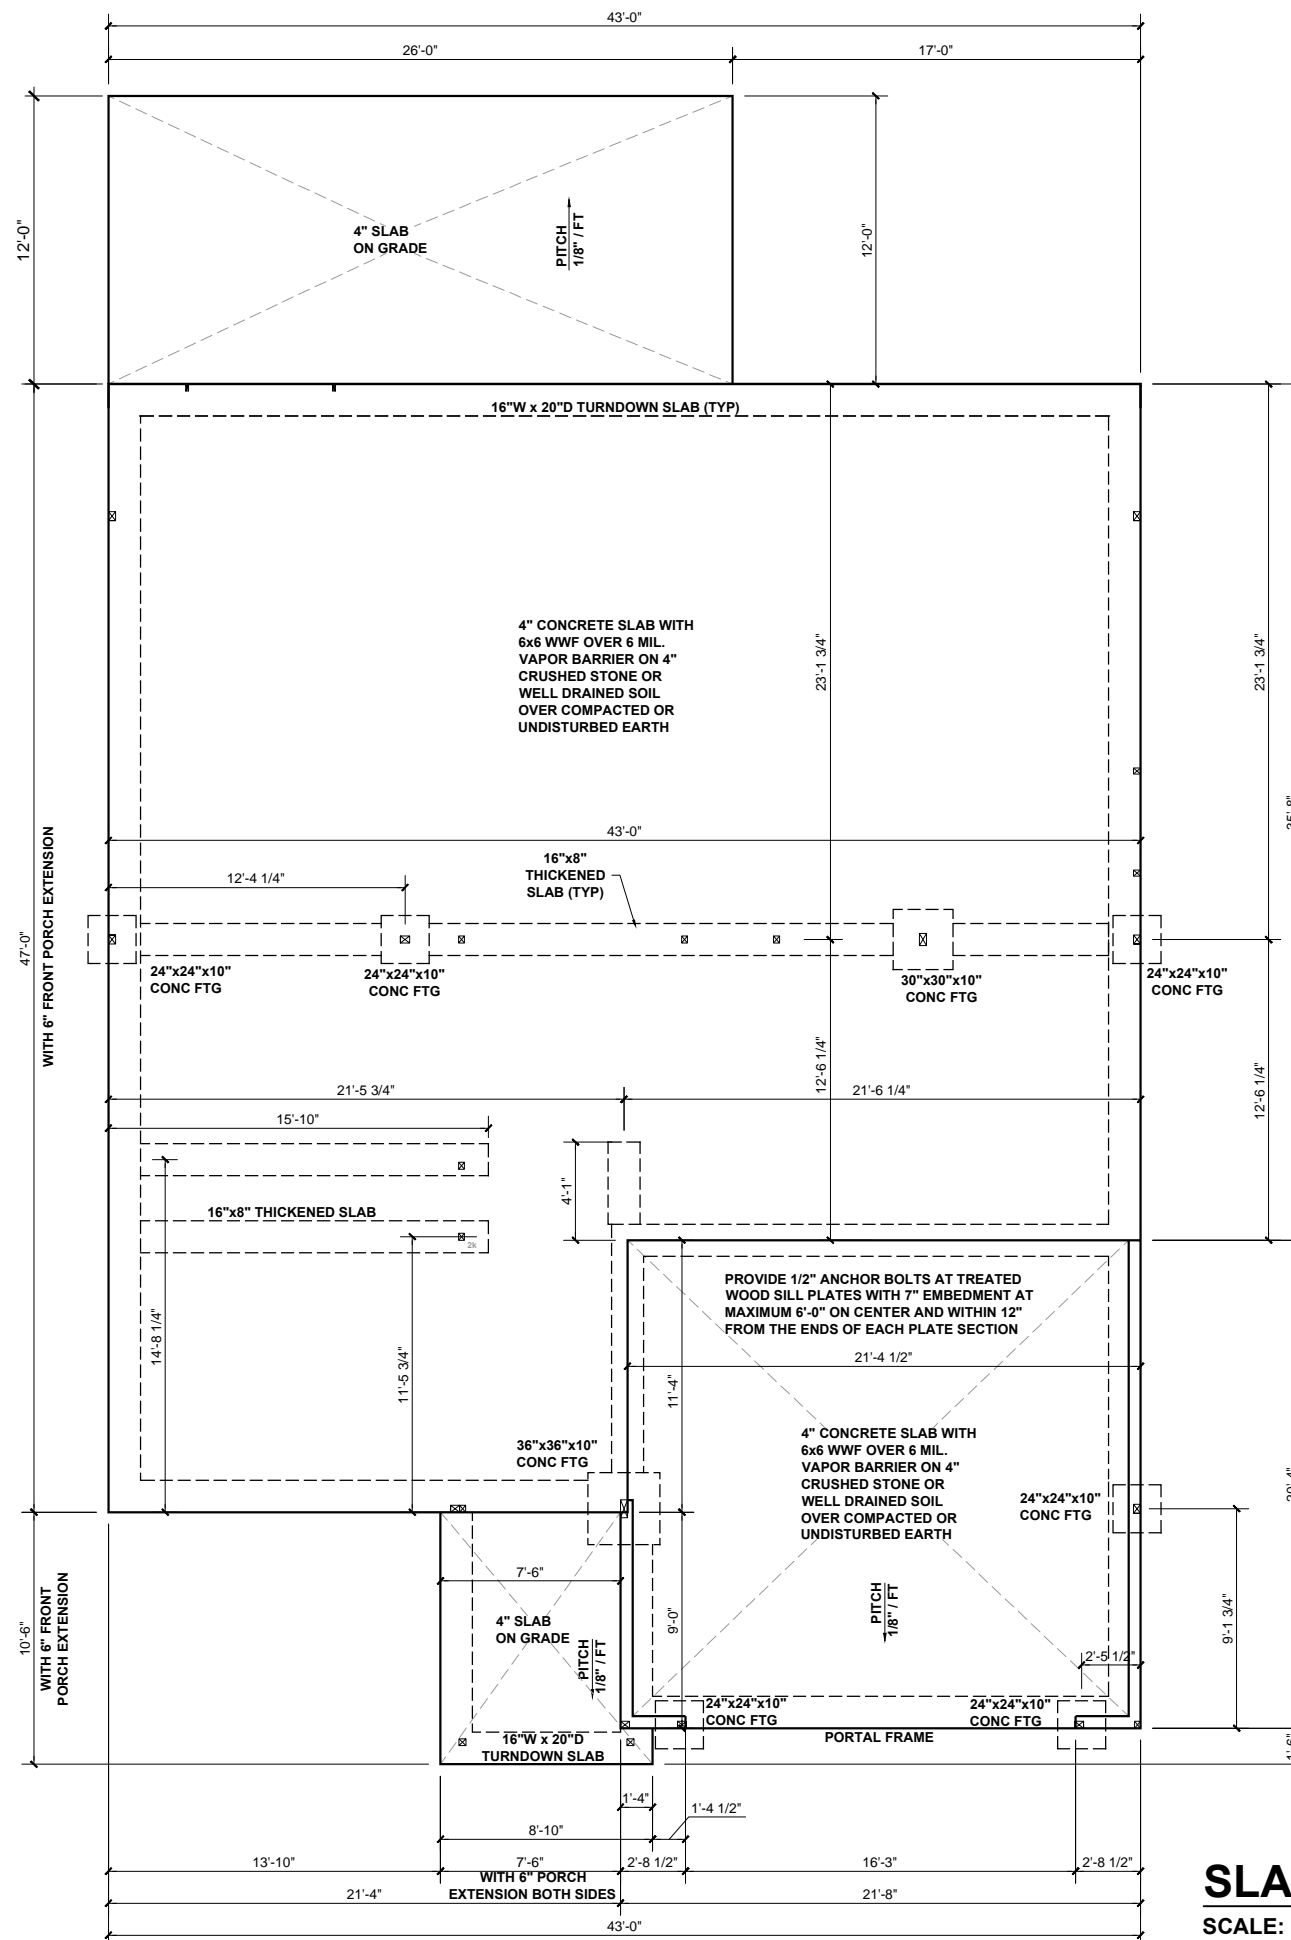 43'-0"
26'-0"
17'-0"
12'-0"
4" SLAB
ON GRADE
PITCH
1/8" / FT
12'-0"
16"W x 20"D TURNDOWN SLAB (TYP)
4" CONCRETE SLAB WITH
6x6 WWF OVER 6 MIL.
VAPOR BARRIER ON 4"
CRUSHED STONE OR
WELL DRAINED SOIL
OVER COMPACTED OR
UNDISTURBED EARTH
23'-1 3/4"
23'-1 3/4"
43'-0"
16"x8"
THICKENED
SLAB (TYP)
12'-4 1/4"
47'-0"
WITH 6" FRONT PORCH EXTENSION
24"x24"x10"
CONC FTG
24"x24"x10"
CONC FTG
30"x30"x10"
CONC FTG
24"x24"x10"
CONC FTG
12'-6 1/4"
12'-6 1/4"
21'-5 3/4"
21'-6 1/4"
15'-10"
4'-1"
16"x8" THICKENED SLAB
2k
14'-8 1/4"
11'-5 3/4"
PROVIDE 1/2" ANCHOR BOLTS AT TREATED
WOOD SILL PLATES WITH 7" EMBEDMENT AT
MAXIMUM 6'-0" ON CENTER AND WITHIN 12"
FROM THE ENDS OF EACH PLATE SECTION
21'-4 1/2"
11'-4"
36"x36"x10"
CONC FTG
4" CONCRETE SLAB WITH
6x6 WWF OVER 6 MIL.
VAPOR BARRIER ON 4"
CRUSHED STONE OR
WELL DRAINED SOIL
OVER COMPACTED OR
UNDISTURBED EARTH
24"x24"x10"
CONC FTG
10'-6"
WITH 6" FRONT
PORCH EXTENSION
7'-6"
4" SLAB
ON GRADE
PITCH
1/8" / FT
9'-0"
PITCH
1/8" / FT
9'-1 3/4"
2'-5 1/2"
24"x24"x10"
CONC FTG
24"x24"x10"
CONC FTG
PORTAL FRAME
16"W x 20"D
TURNDOWN SLAB
1'-4"
1'-4 1/2"
8'-10"
13'-10"
7'-6"
2'-8 1/2"
16'-3"
2'-8 1/2"
WITH 6" PORCH
EXTENSION BOTH SIDES
21'-4"
21'-8"
43'-0"
SLA
SCALE: